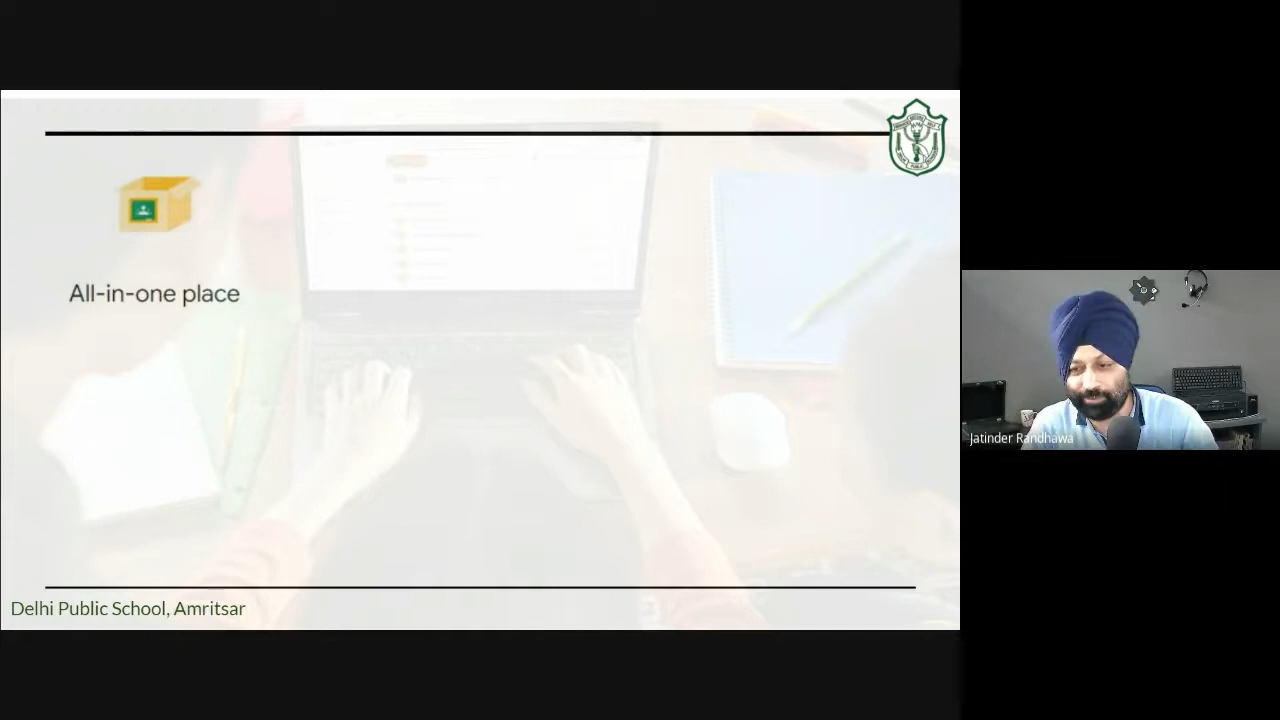 All-in-one place
Delhi Public School, Amritsar
Jatinder Randhawa